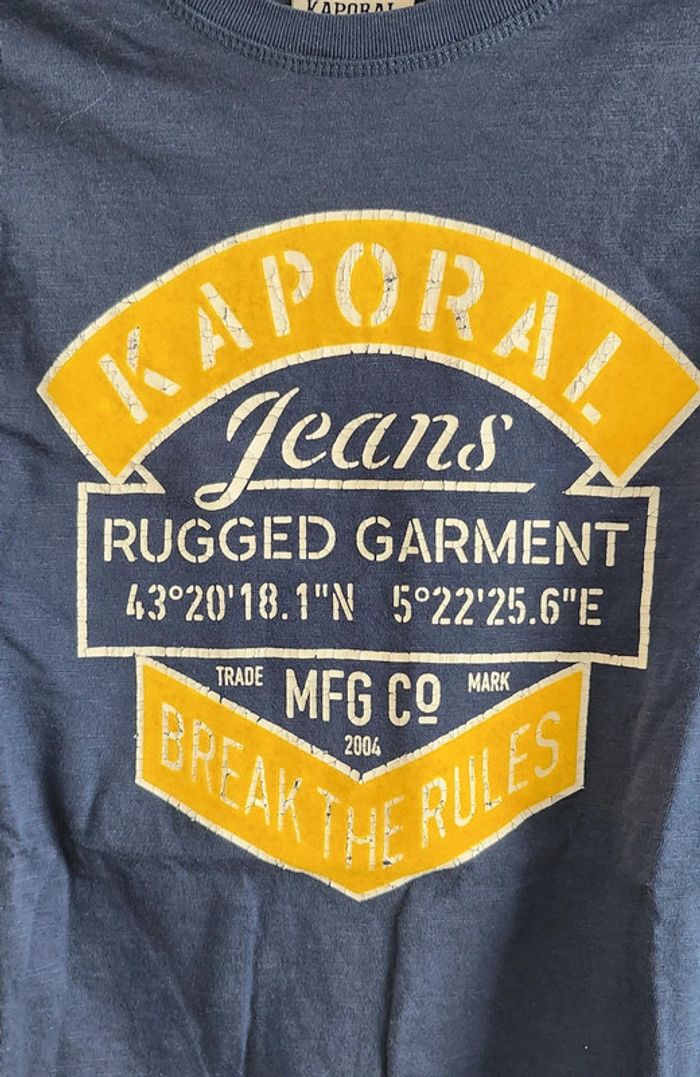 KAPORAL
KAPORAL
Jeans
RUGGED GARMENT
43°20'18.1"N 5°22'25.6"E
TRADE MFG Cº MARK
2004
BREAK THE RULES